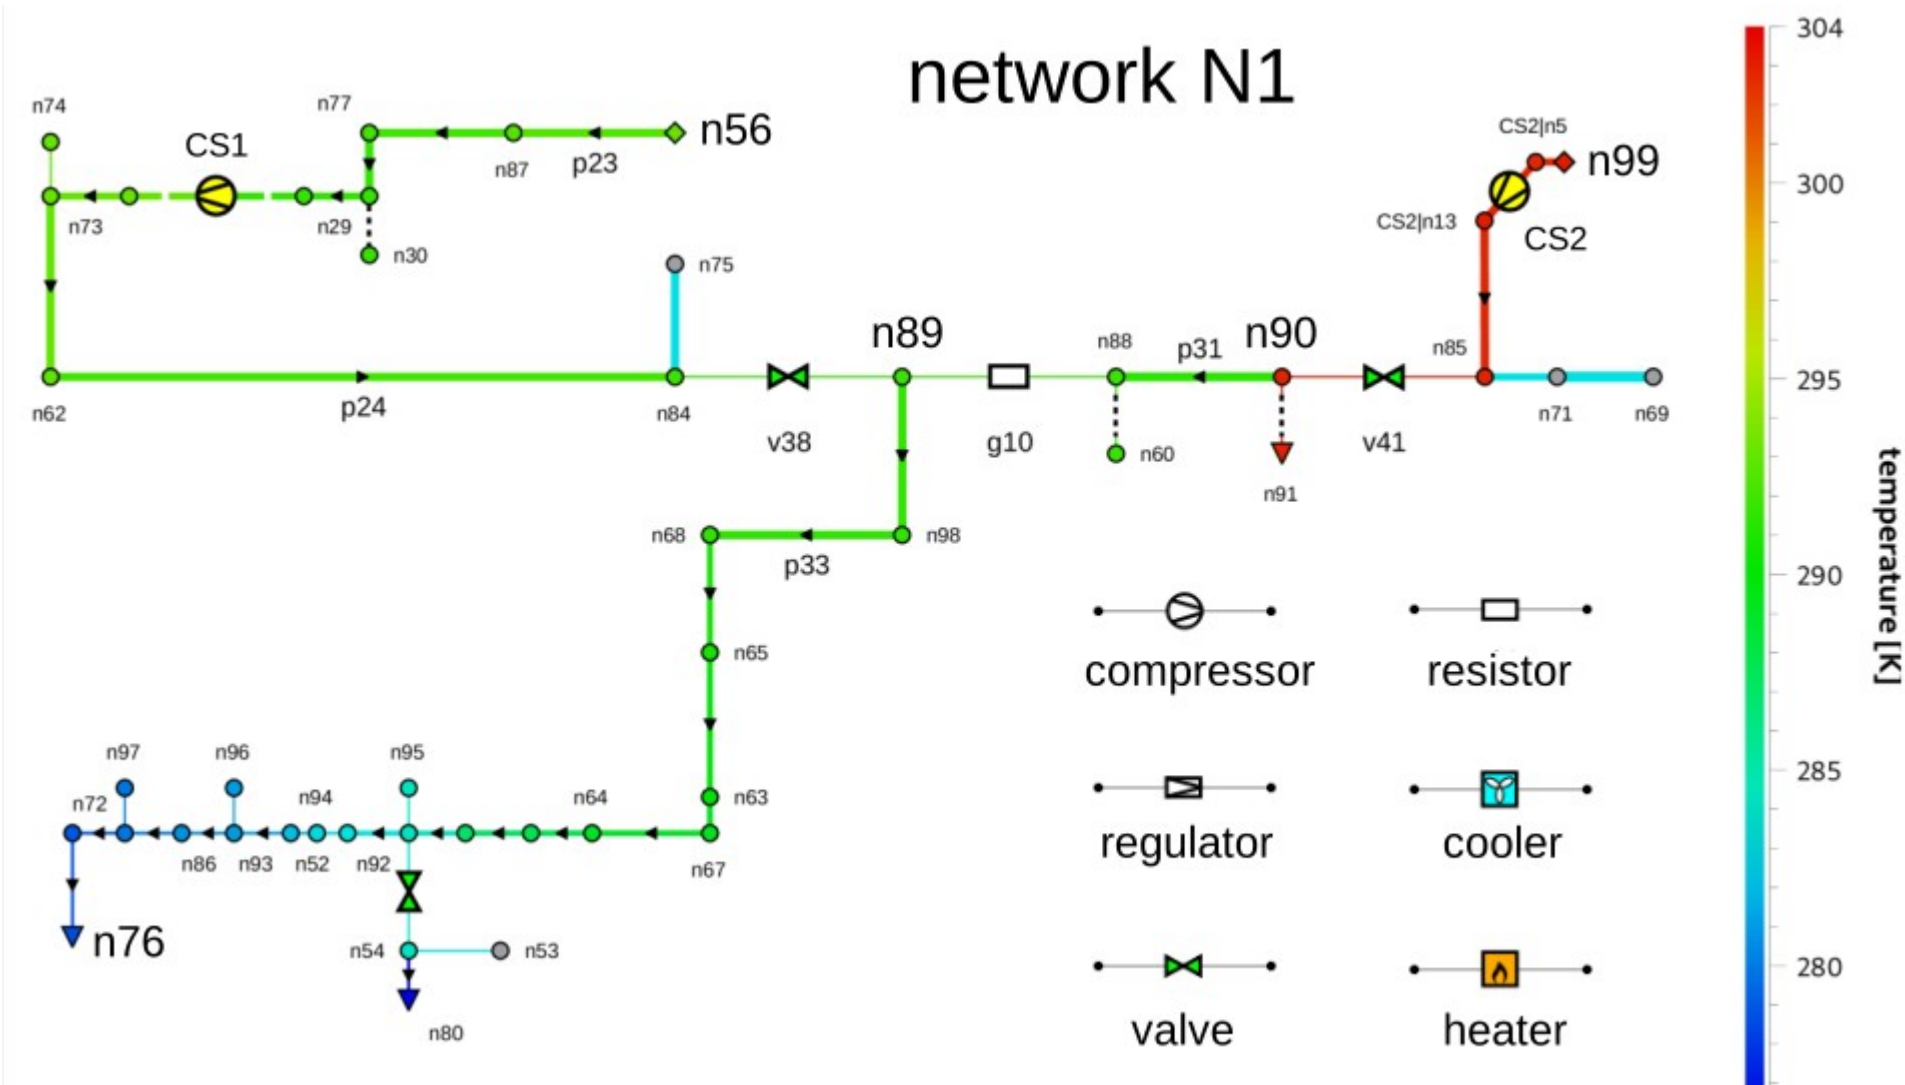 network N1
304
n74
n77
n56
CS2|n5
CS1
n99
n87
p23
300
n73
n29
CS2|n13
CS2
n30
n75
n89
n88
p31
n90
n85
295
n62
p24
n84
v38
g10
v41
n71
n69
n60
n91
temperature [K]
n68
n98
p33
290
n65
compressor
resistor
n97
n96
n95
285
n72
n94
n64
n63
n86
n93
n52
n92
n67
regulator
cooler
n76
n54
n53
280
n80
valve
heater